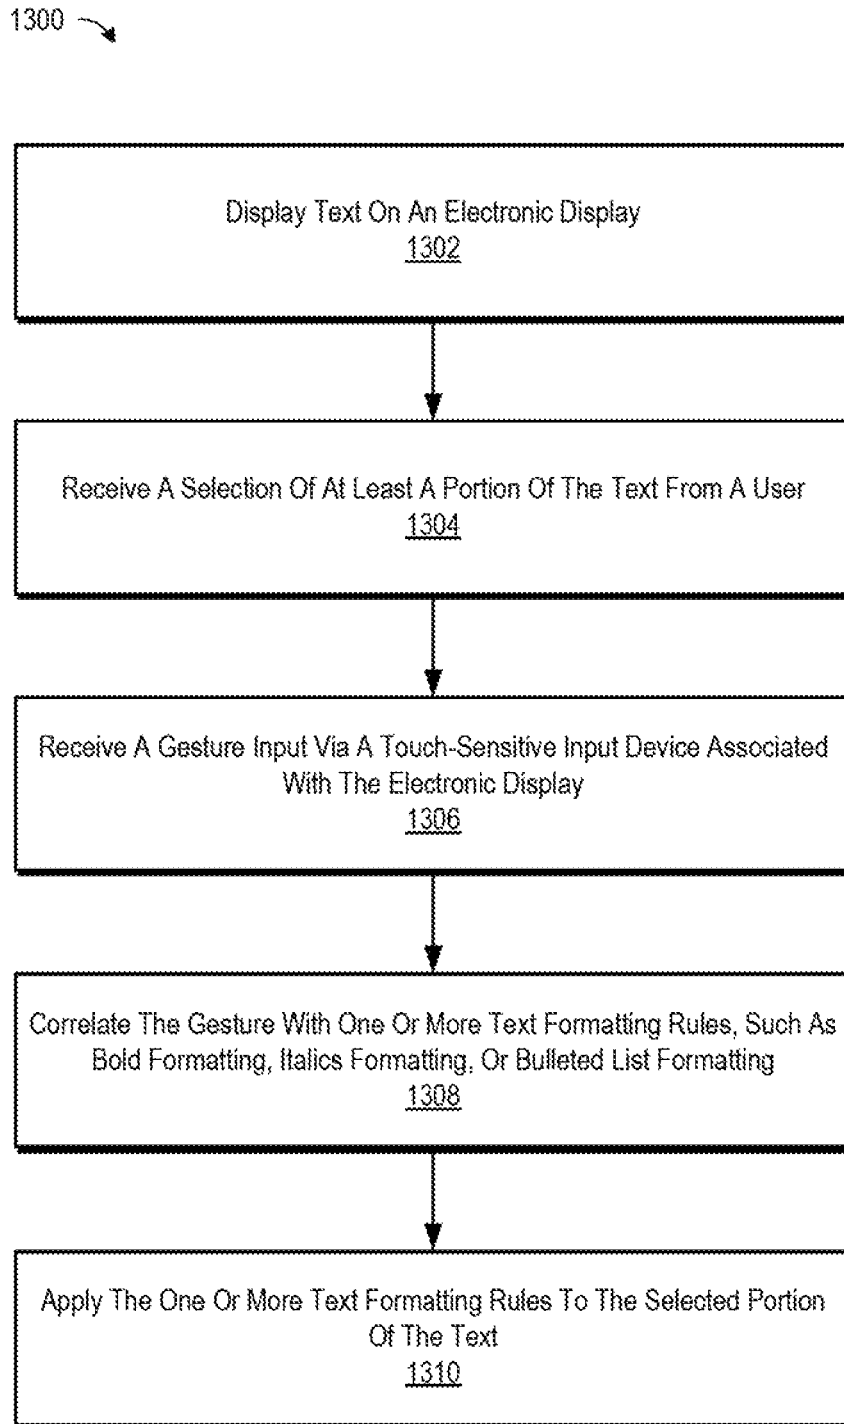 1300
Display Text On An Electronic Display
1302
Receive A Selection Of At Least A Portion Of The Text From A User
1304
Receive A Gesture Input Via A Touch-Sensitive Input Device Associated
With The Electronic Display
1306
Correlate The Gesture With One Or More Text Formatting Rules, Such As
Bold Formatting, Italics Formatting, Or Bulleted List Formatting
1308
Apply The One Or More Text Formatting Rules To The Selected Portion
Of The Text
1310